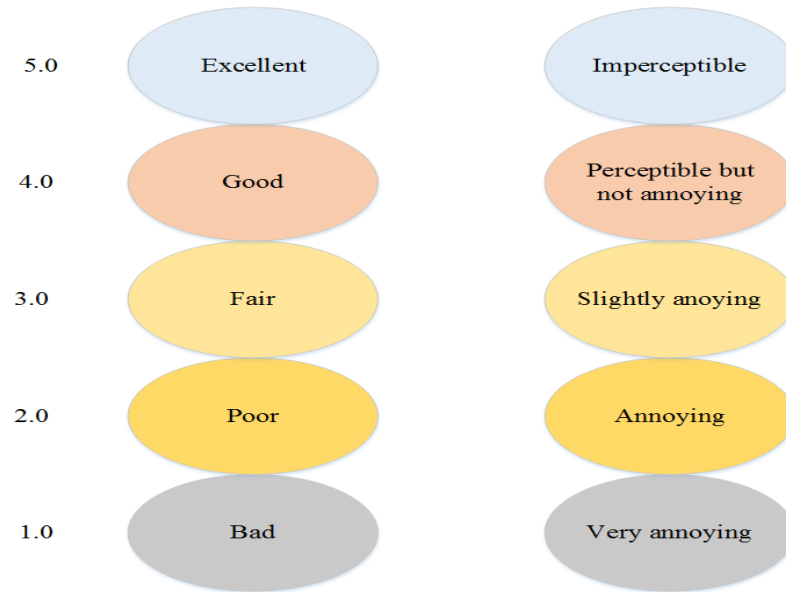 5.0 Excellent Imperceptible
4.0 Good Perceptible but
not annoying
3.0 Fair Slightly anoying
2.0 Poor Annoying
1.0 Bad Very annoying